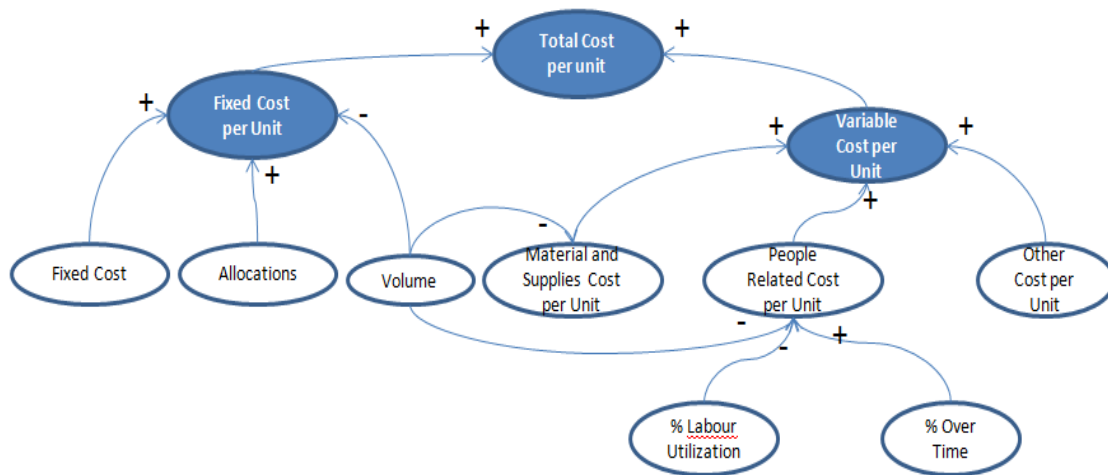 +
+
Total Cost
per unit
+
Fixed Cost
per Unit
-
+
Variable
Cost per
Unit
+
+
+
-
Fixed Cost
Allocations
Volume
Material and
Supplies Cost
per Unit
People
Related Cost
per Unit
Other
Cost per
Unit
-
-
+
% Labour
Utilization
% Over
Time